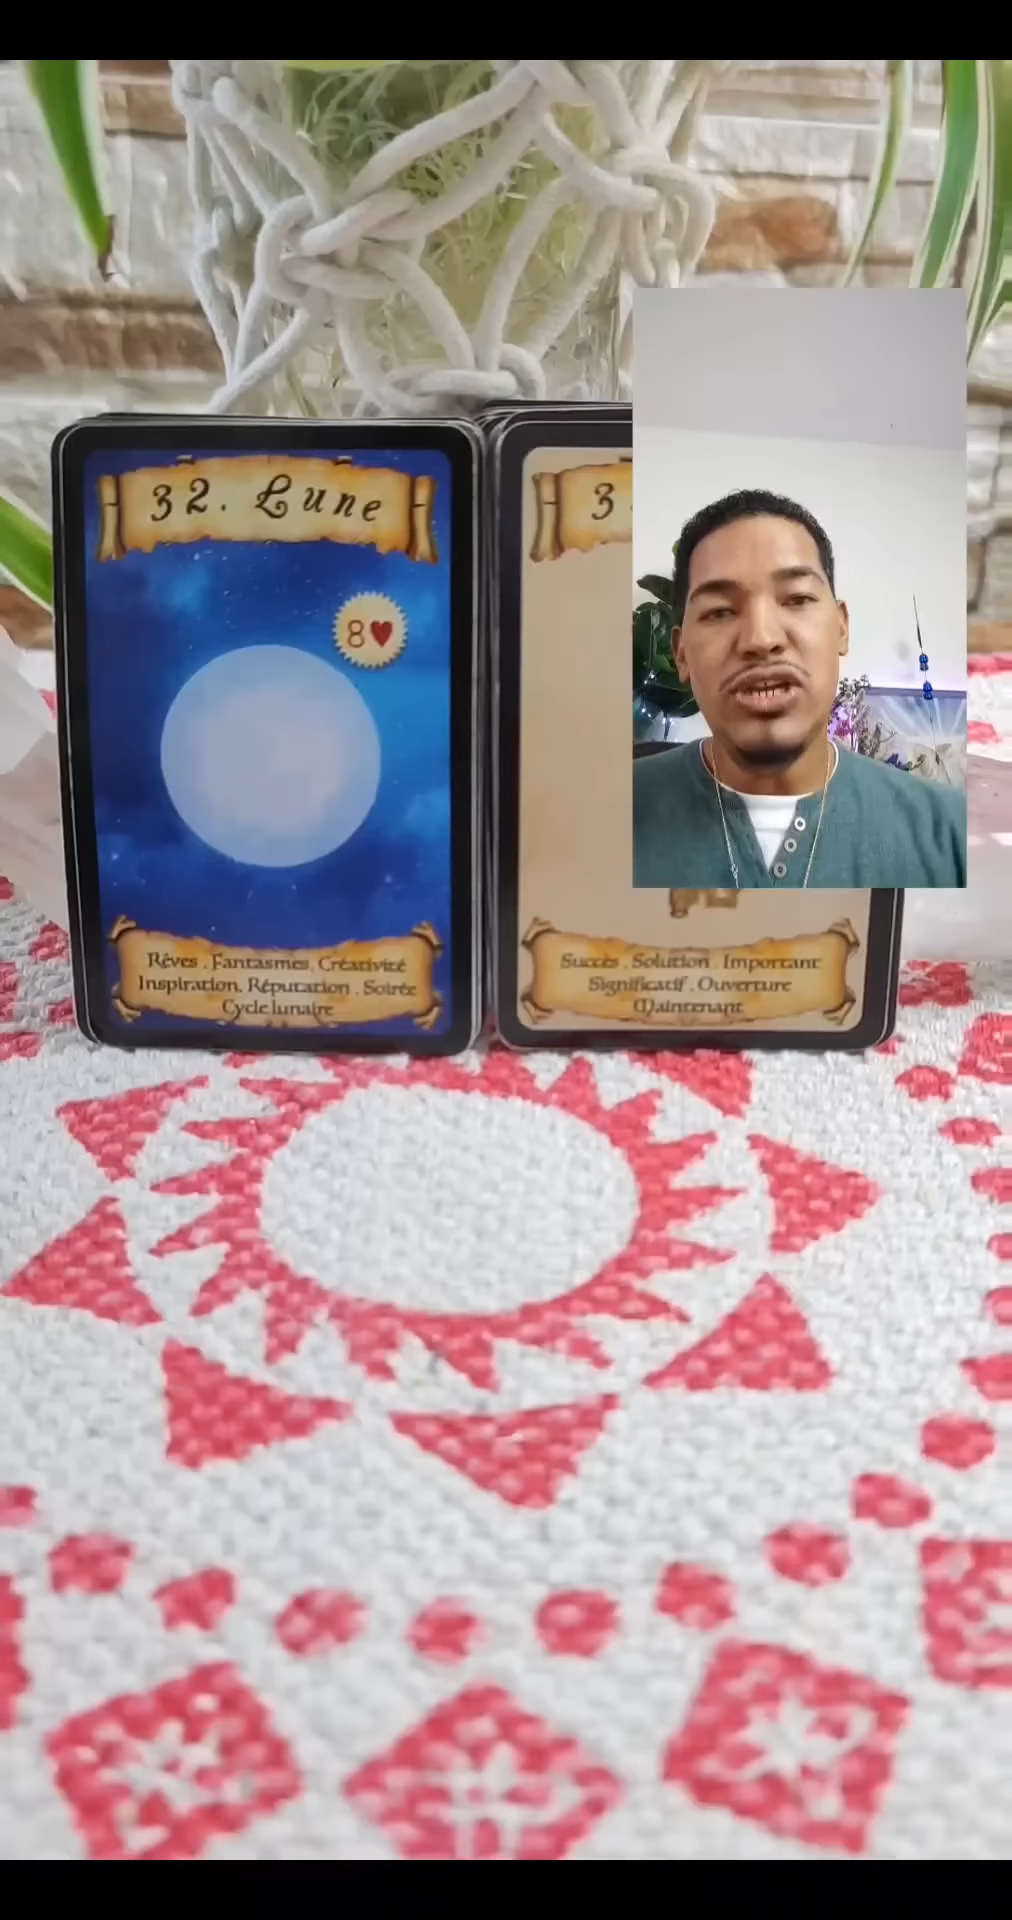 32. Lune
8
Rêves . Fantasmes, Créativité
Inspiration, Réputation . Soirée
Cycle lunaire
3
Succès . Solution . Important
Significatif . Ouverture
Maintenant